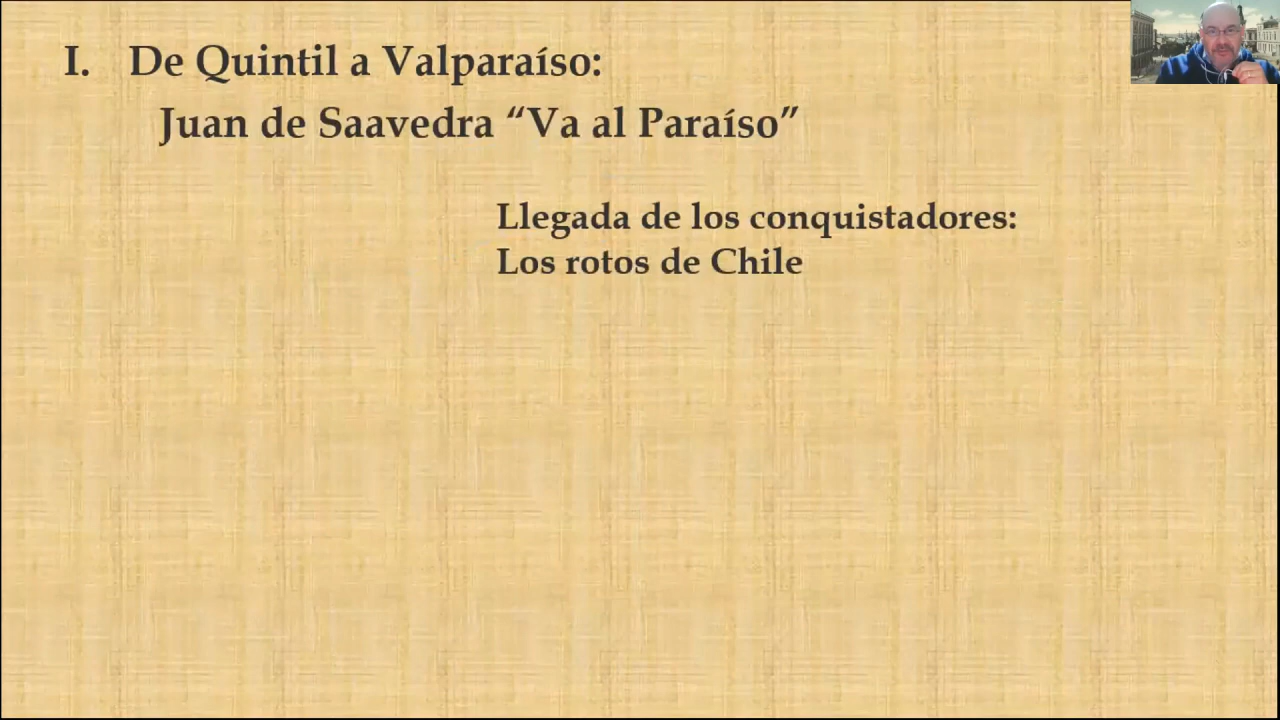 I. De Quintil a Valparaíso:
Juan de Saavedra “Va al Paraíso”
Llegada de los conquistadores:
Los rotos de Chile